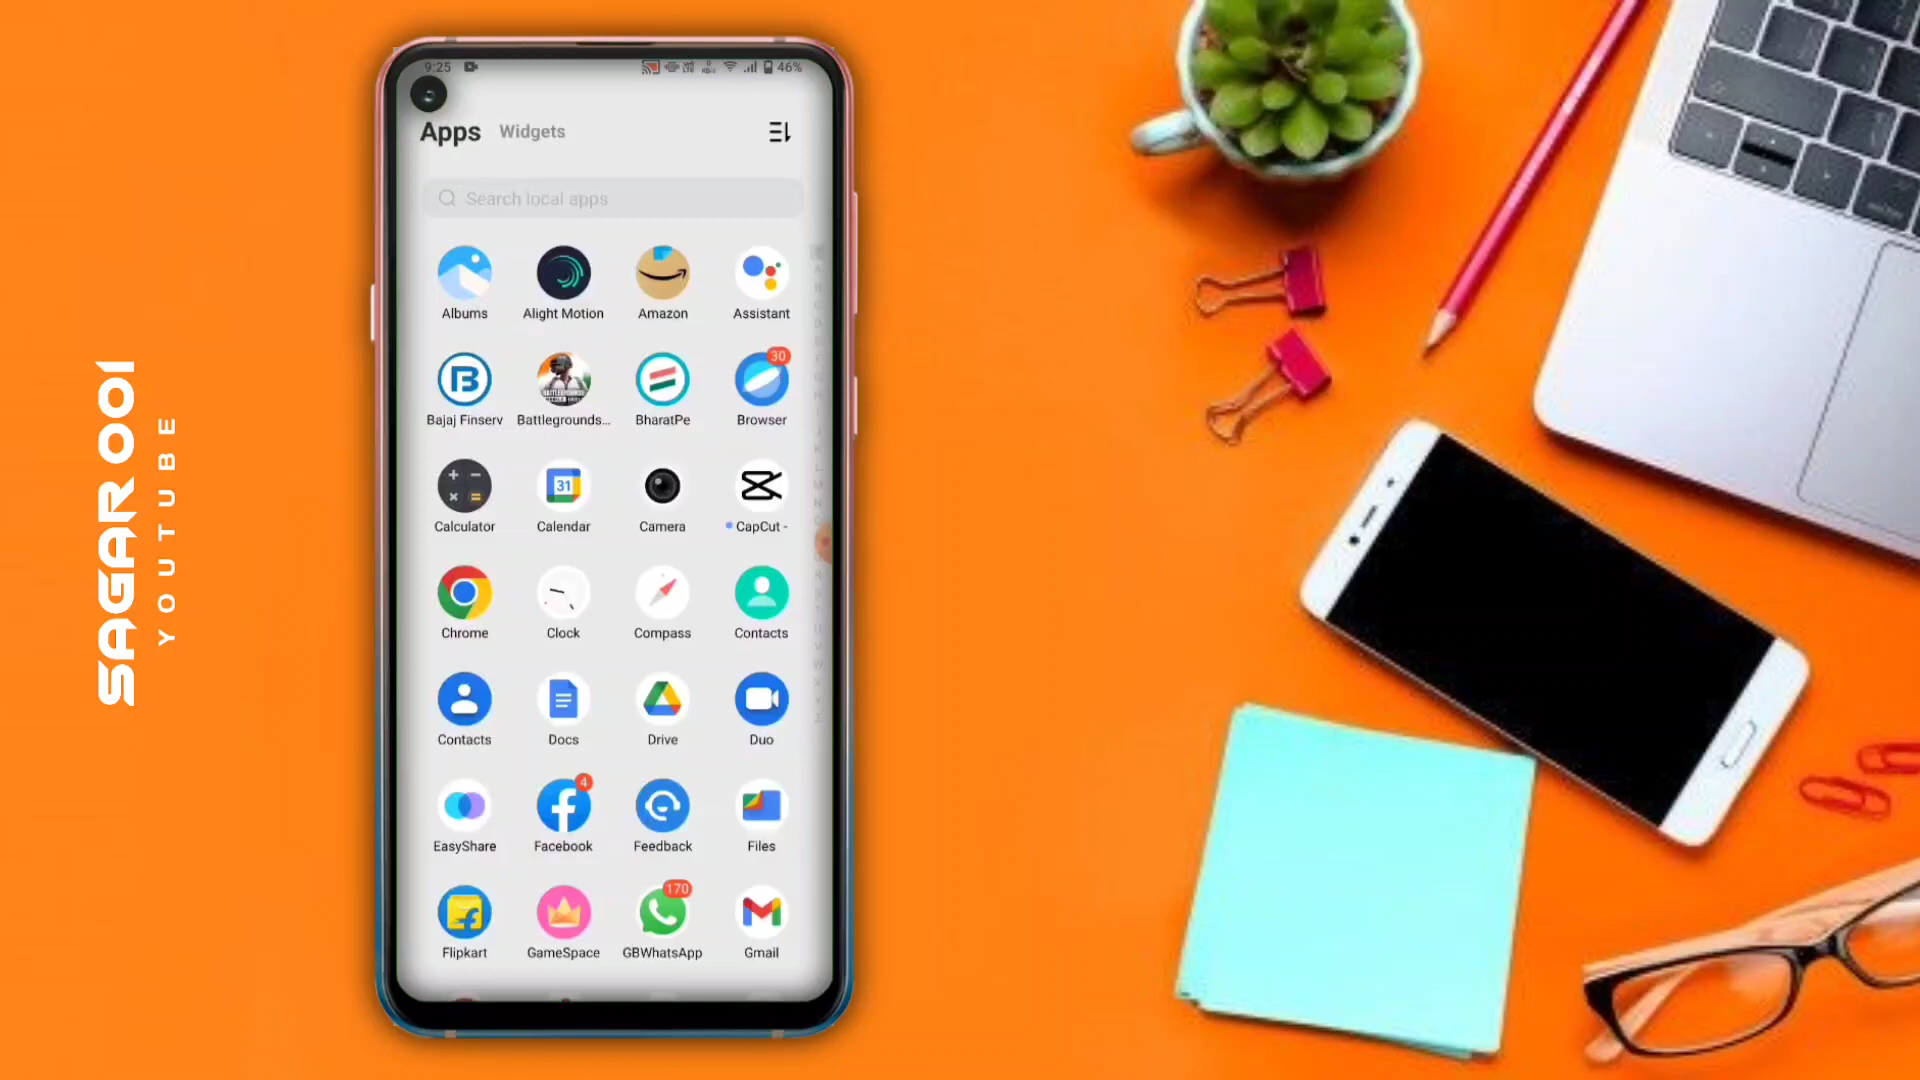 SAGAR 001
YOUTUBE
9:25
46%
Apps Widgets
Search local apps
Albums Alight Motion Amazon Assistant
30
Bajaj Finserv Battlegrounds... BharatPe Browser
31
Calculator Calendar Camera CapCut -
Chrome Clock Compass Contacts
Contacts Docs Drive Duo
4
EasyShare Facebook Feedback Files
170
Flipkart GameSpace GBWhatsApp Gmail